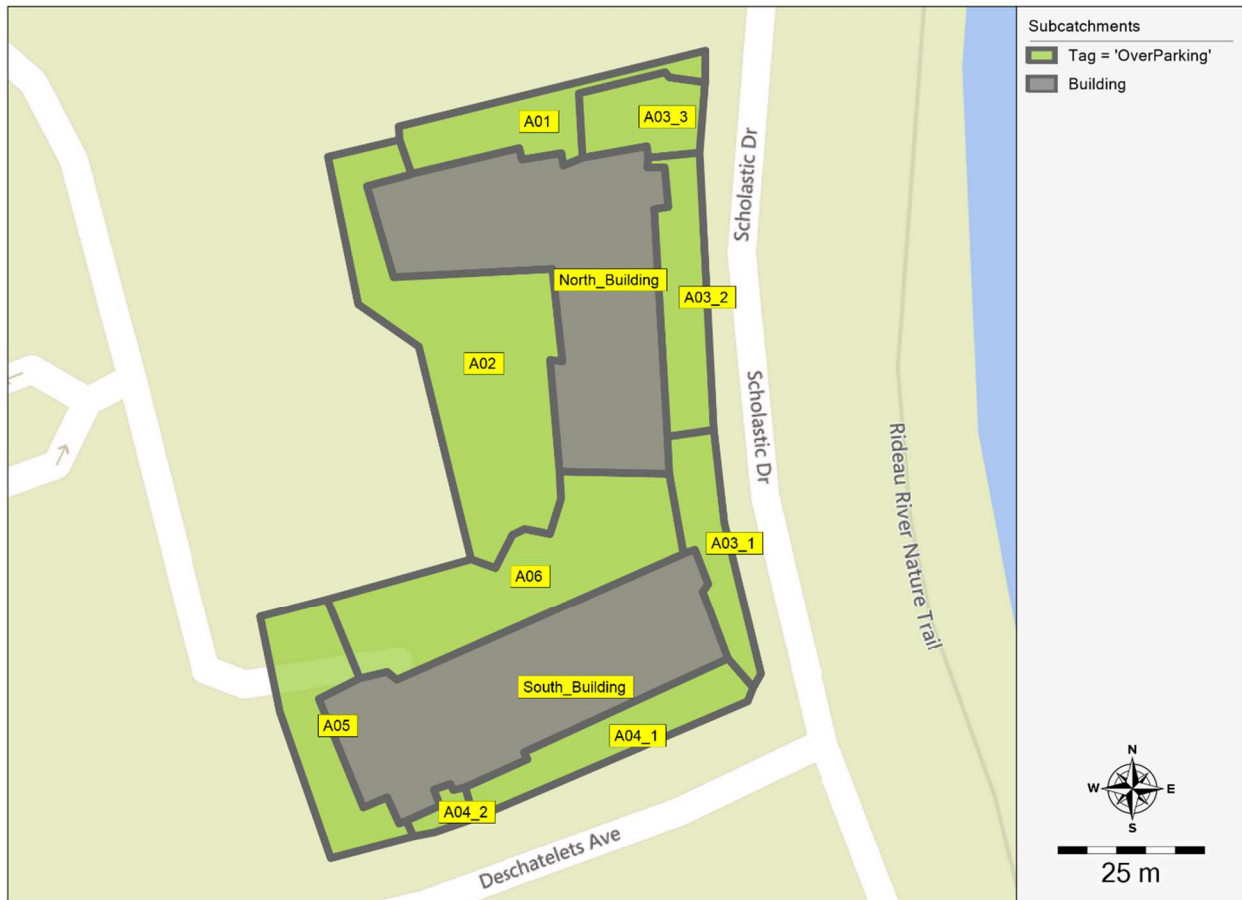 Subcatchments
Tag = 'OverParking'
Building
A01
A03_3
Scholastic Dr
North_Building
A03_2
A02
Scholastic Dr
Rideau River Nature Trail
A03_1
A06
South_Building
A05
A04_1
A04_2
Deschatelets Ave
N
W
E
S
25 m